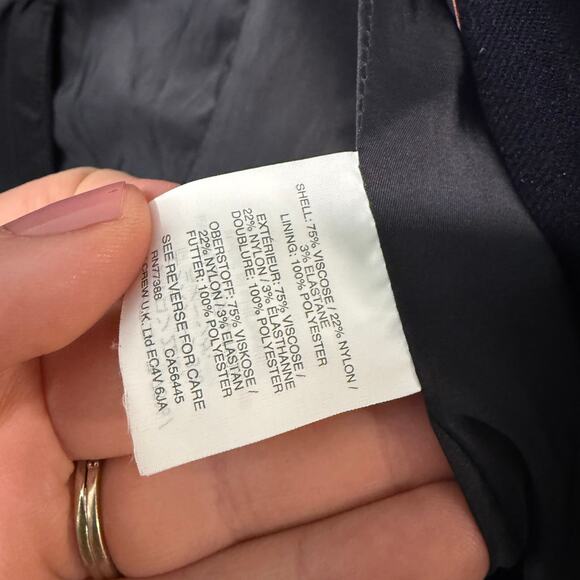 SHELL: 75% VISCOSE / 22% NYLON /
3% ELASTANE
LINING: 100% POLYESTER
EXTÉRIEUR: 75% VISCOSE /
22% NYLON / 3% ÉLASTHANNE
DOUBLURE: 100% POLYESTER
OBERSTOFF: 75% VISKOSE /
22% NYLON / 3% ELASTAN
FUTTER: 100% POLYESTER
SEE REVERSE FOR CARE
RN77388 CA56445
CREW U.K. Ltd EC4V 6JA